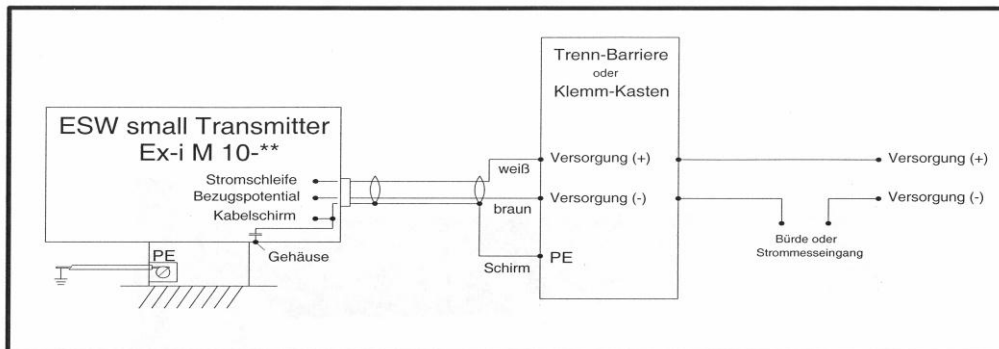 Trenn-Barriere
oder
Klemm-Kasten
ESW small Transmitter
Ex-i M 10-**
Stromschleife
Bezugspotential
Kabelschirm
Gehäuse
PE
weiß
braun
Schirm
Versorgung (+)
Versorgung (-)
PE
Versorgung (+)
Versorgung (-)
Bürde oder
Strommesseingang